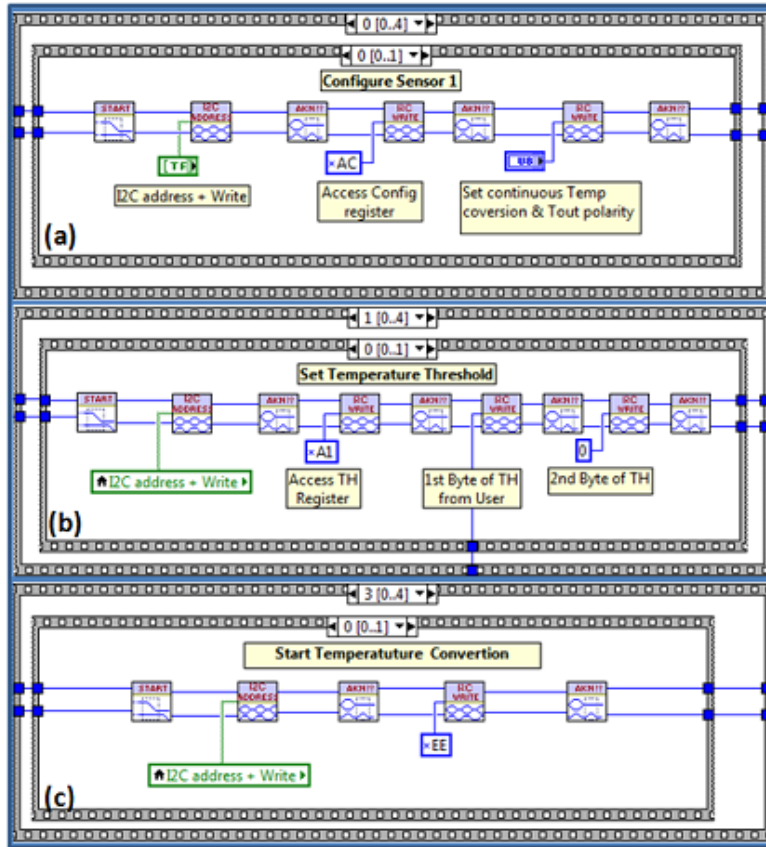 0 [0..4]
0 [0..1]
Configure Sensor 1
START I2C ADDRESS AKN?? I2C WRITE AKN?? I2C WRITE AKN??
TF
×AC
U8
I2C address + Write
Access Config
register
Set continuous Temp
coversion & Tout polarity
(a)
1 [0..4]
0 [0..1]
Set Temperature Threshold
START I2C ADDRESS AKN?? I2C WRITE AKN?? I2C WRITE AKN?? I2C WRITE AKN??
×A1
0
I2C address + Write
Access TH
Register
1st Byte of TH
from User
2nd Byte of TH
(b)
3 [0..4]
0 [0..1]
Start Temperatuture Convertion
START I2C ADDRESS AKN?? I2C WRITE AKN??
×EE
I2C address + Write
(c)